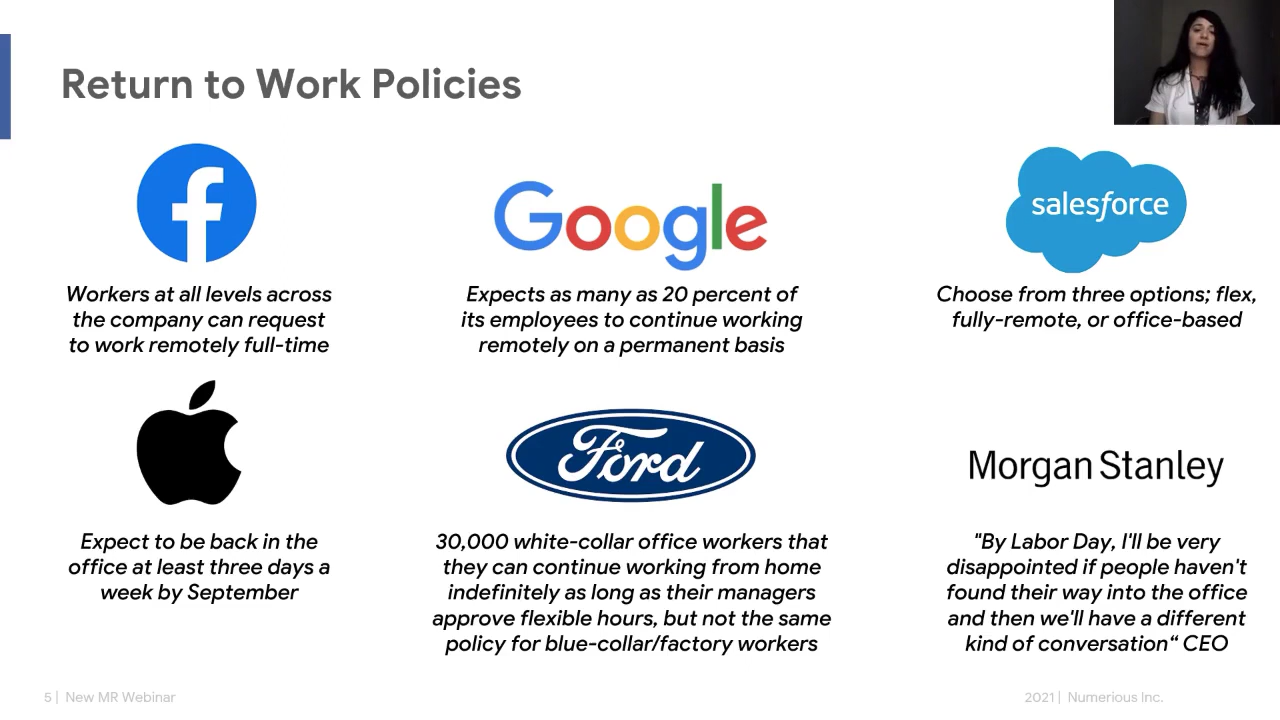 Return to Work Policies
Google
salesforce
Workers at all levels across
the company can request
to work remotely full-time
Expects as many as 20 percent of
its employees to continue working
remotely on a permanent basis
Choose from three options; flex,
fully-remote, or office-based
Ford
Morgan Stanley
Expect to be back in the
office at least three days a
week by September
30,000 white-collar office workers that
they can continue working from home
indefinitely as long as their managers
approve flexible hours, but not the same
policy for blue-collar/factory workers
"By Labor Day, I'll be very
disappointed if people haven't
found their way into the office
and then we'll have a different
kind of conversation“ CEO
5 | New MR Webinar
2021 | Numerious Inc.